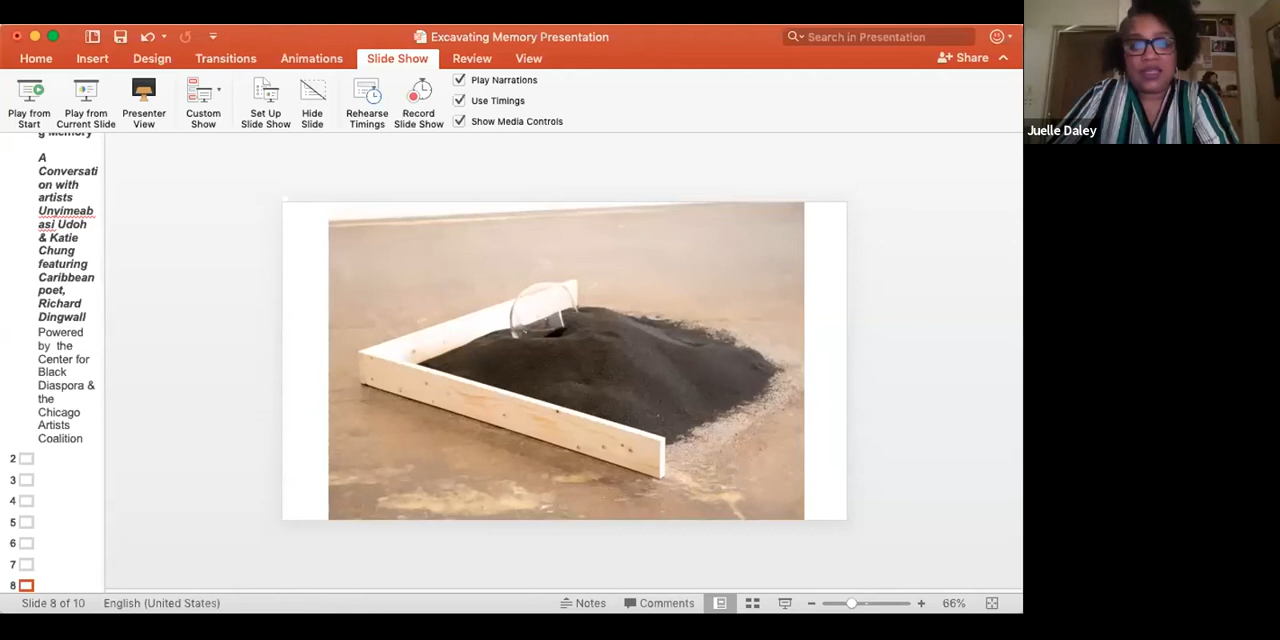 Excavating Memory Presentation
Search in Presentation
Home Insert Design Transitions Animations Slide Show Review View
Share
Play from Start
Play from Current Slide
Presenter View
Custom Show
Set Up Slide Show
Hide Slide
Rehearse Timings
Record Slide Show
Play Narrations
Use Timings
Show Media Controls
Juelle Daley
g Memory
A
Conversati
on with
artists
Unyimeab
asi Udoh
& Katie
Chung
featuring
Caribbean
poet,
Richard
Dingwall
Powered
by the
Center for
Black
Diaspora &
the
Chicago
Artists
Coalition
2
3
4
5
6
7
8
Slide 8 of 10 English (United States) Notes Comments 66%